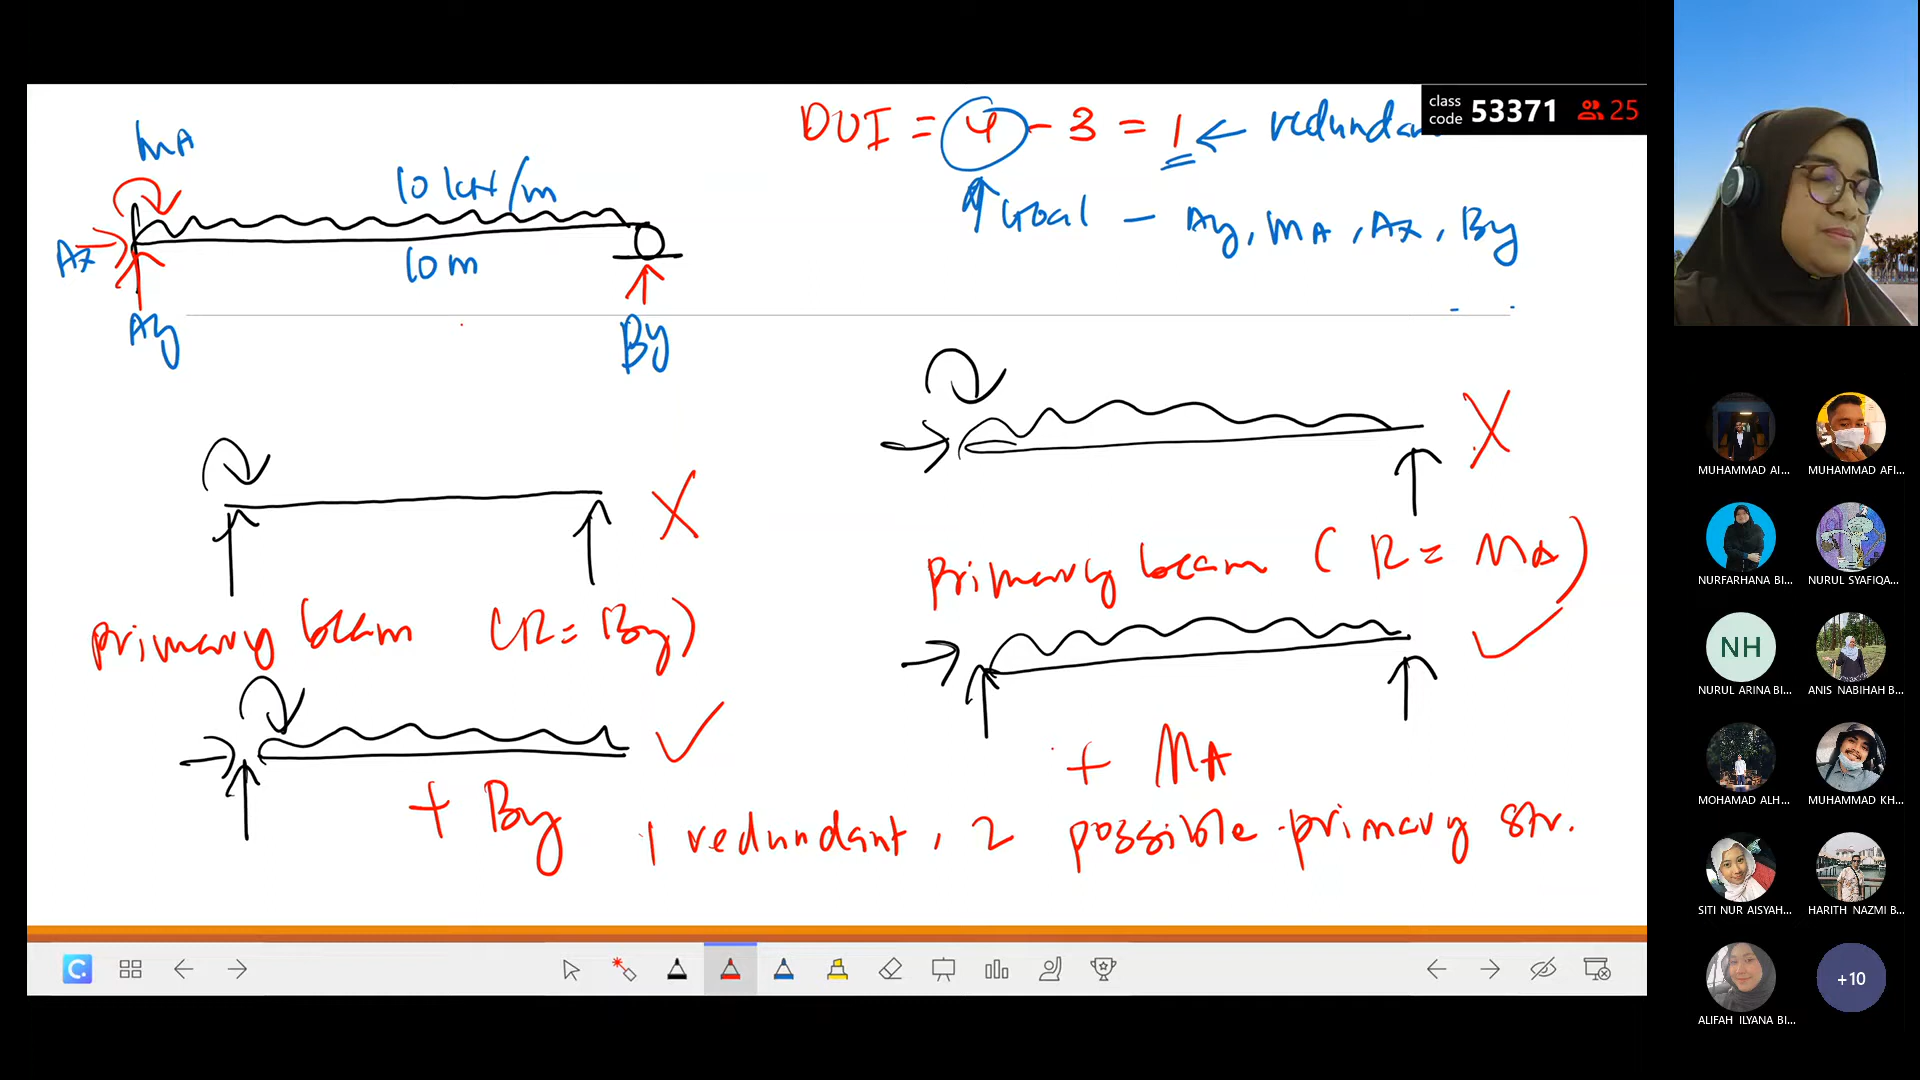 DOI = 4 - 3 = 1 ← redundan
class code 53371 25
MA
10 kN/m
Goal - Ay, MA, Ax, By
Ax
10 m
Ay
By
X
X
primary beam (R = By)
primary beam (R = MA)
+ By
+ MA
1 redundant, 2 possible primary str.
MUHAMMAD AI...
MUHAMMAD AFI...
NURFARHANA BI...
NURUL SYAFIQA...
NH
NURUL ARINA BI...
ANIS NABIHAH B...
MOHAMAD ALH...
MUHAMMAD KH...
SITI NUR AISYAH...
HARITH NAZMI B...
ALIFAH ILYANA BI...
+10
C